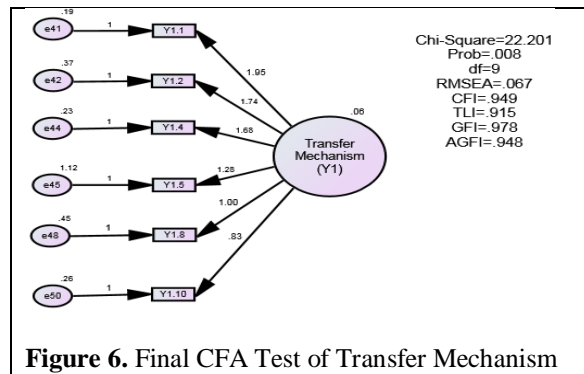 .19
e41 1 Y1.1
.37
e42 1 Y1.2
.23
e44 1 Y1.4
1.12
e45 1 Y1.5
.45
e48 1 Y1.8
.26
e50 1 Y1.10
1.95
1.74
1.68
1.28
1.00
.83
.06
Transfer
Mechanism
(Y1)
Chi-Square=22.201
Prob=.008
df=9
RMSEA=.067
CFI=.949
TLI=.915
GFI=.978
AGFI=.948
Figure 6. Final CFA Test of Transfer Mechanism